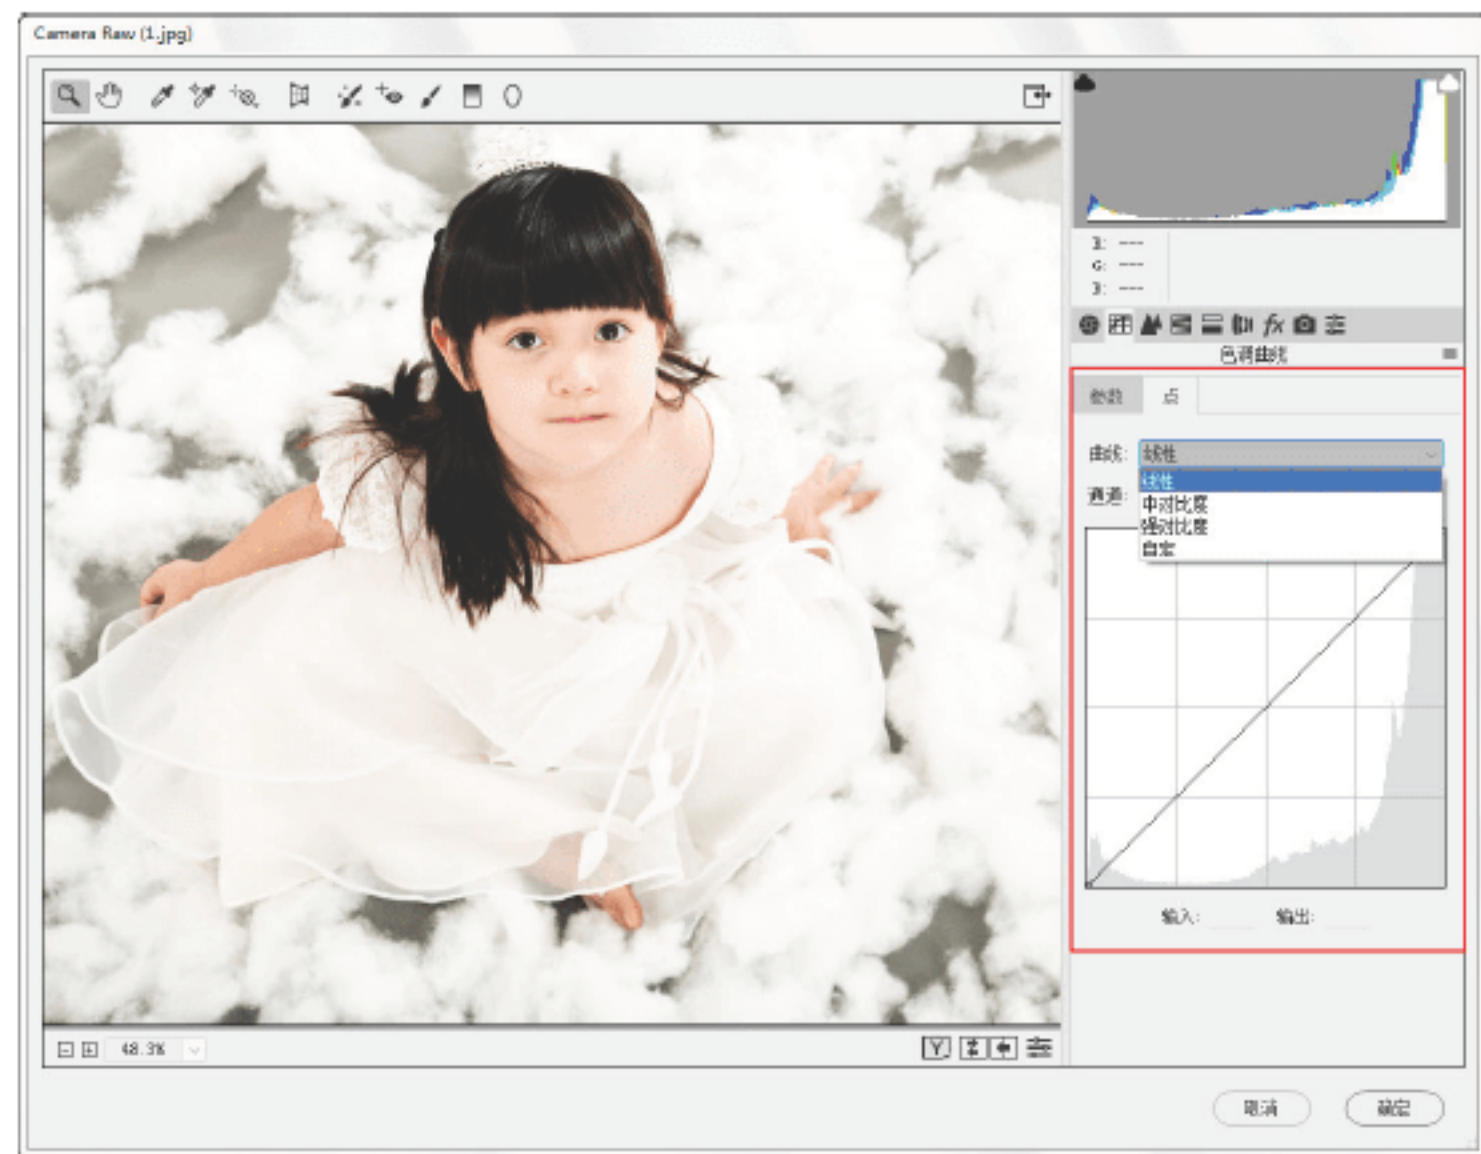 Camera Raw (1.jpg)
G: ---
色调曲线
参数 点
曲线: 线性
线性
通道:
中对比度
强对比度
自定
输入: 输出:
48.3%
Y
取消 确定
fx